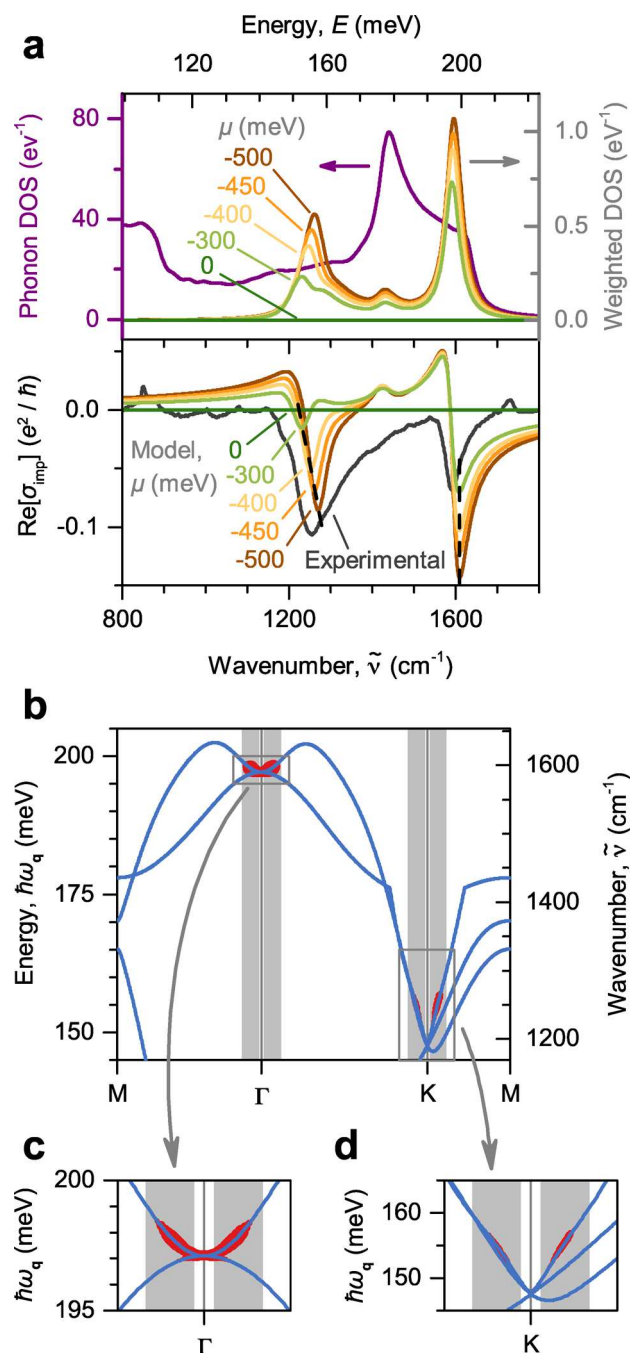 Energy, E (meV)
a
120 160 200
80
40
0
Phonon DOS (ev⁻¹)
μ (meV)
-500
-450
-400
-300
0
1.0
0.5
0.0
Weighted DOS (eV⁻¹)
0.0
-0.1
Re[σimp] (e² / ħ)
0
Model,
-300
μ (meV)
-400
-450
-500
Experimental
800 1200 1600
Wavenumber, ṽ (cm⁻¹)
b
200
175
150
Energy, ħωq (meV)
1600
1400
1200
Wavenumber, ṽ (cm⁻¹)
M Γ K M
c
200
195
ħωq (meV)
Γ
d
160
150
ħωq (meV)
K